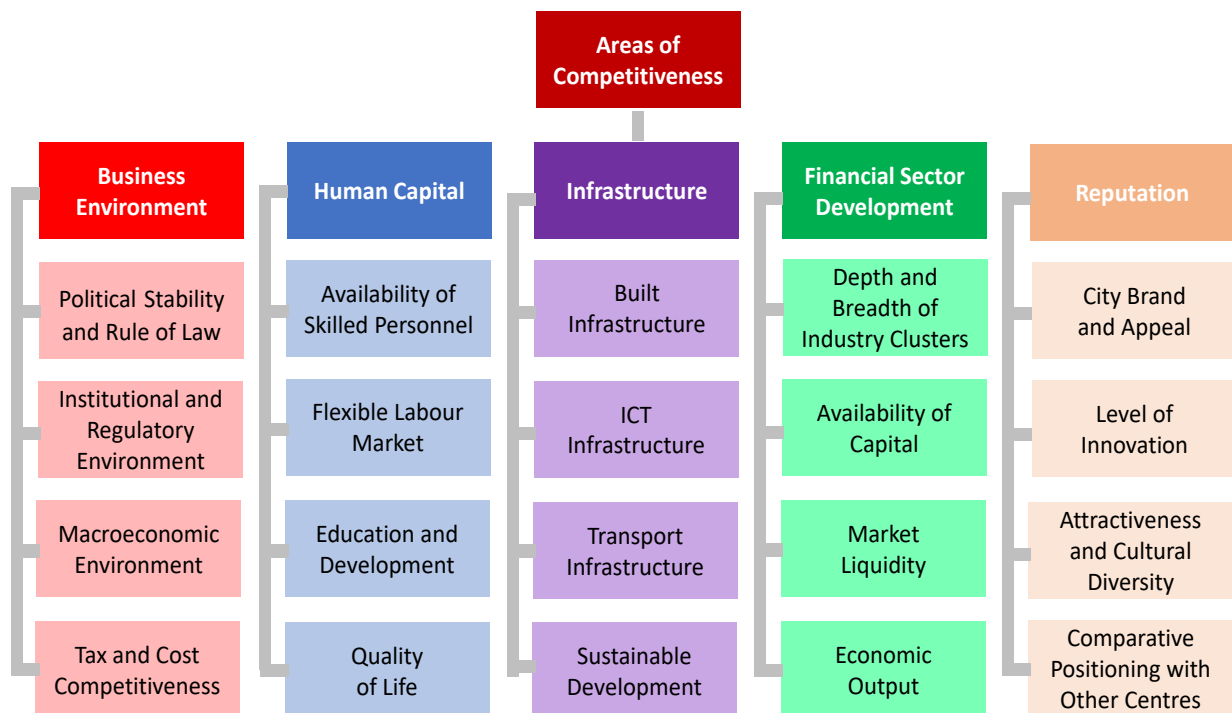 Areas of
Competitiveness
Business
Environment
Human Capital
Infrastructure
Financial Sector
Development
Reputation
Political Stability
and Rule of Law
Availability of
Skilled Personnel
Built
Infrastructure
Depth and
Breadth of
Industry Clusters
City Brand
and Appeal
Institutional and
Regulatory
Environment
Flexible Labour
Market
ICT
Infrastructure
Availability of
Capital
Level of
Innovation
Macroeconomic
Environment
Education and
Development
Transport
Infrastructure
Market
Liquidity
Attractiveness
and Cultural
Diversity
Tax and Cost
Competitiveness
Quality
of Life
Sustainable
Development
Economic
Output
Comparative
Positioning with
Other Centres